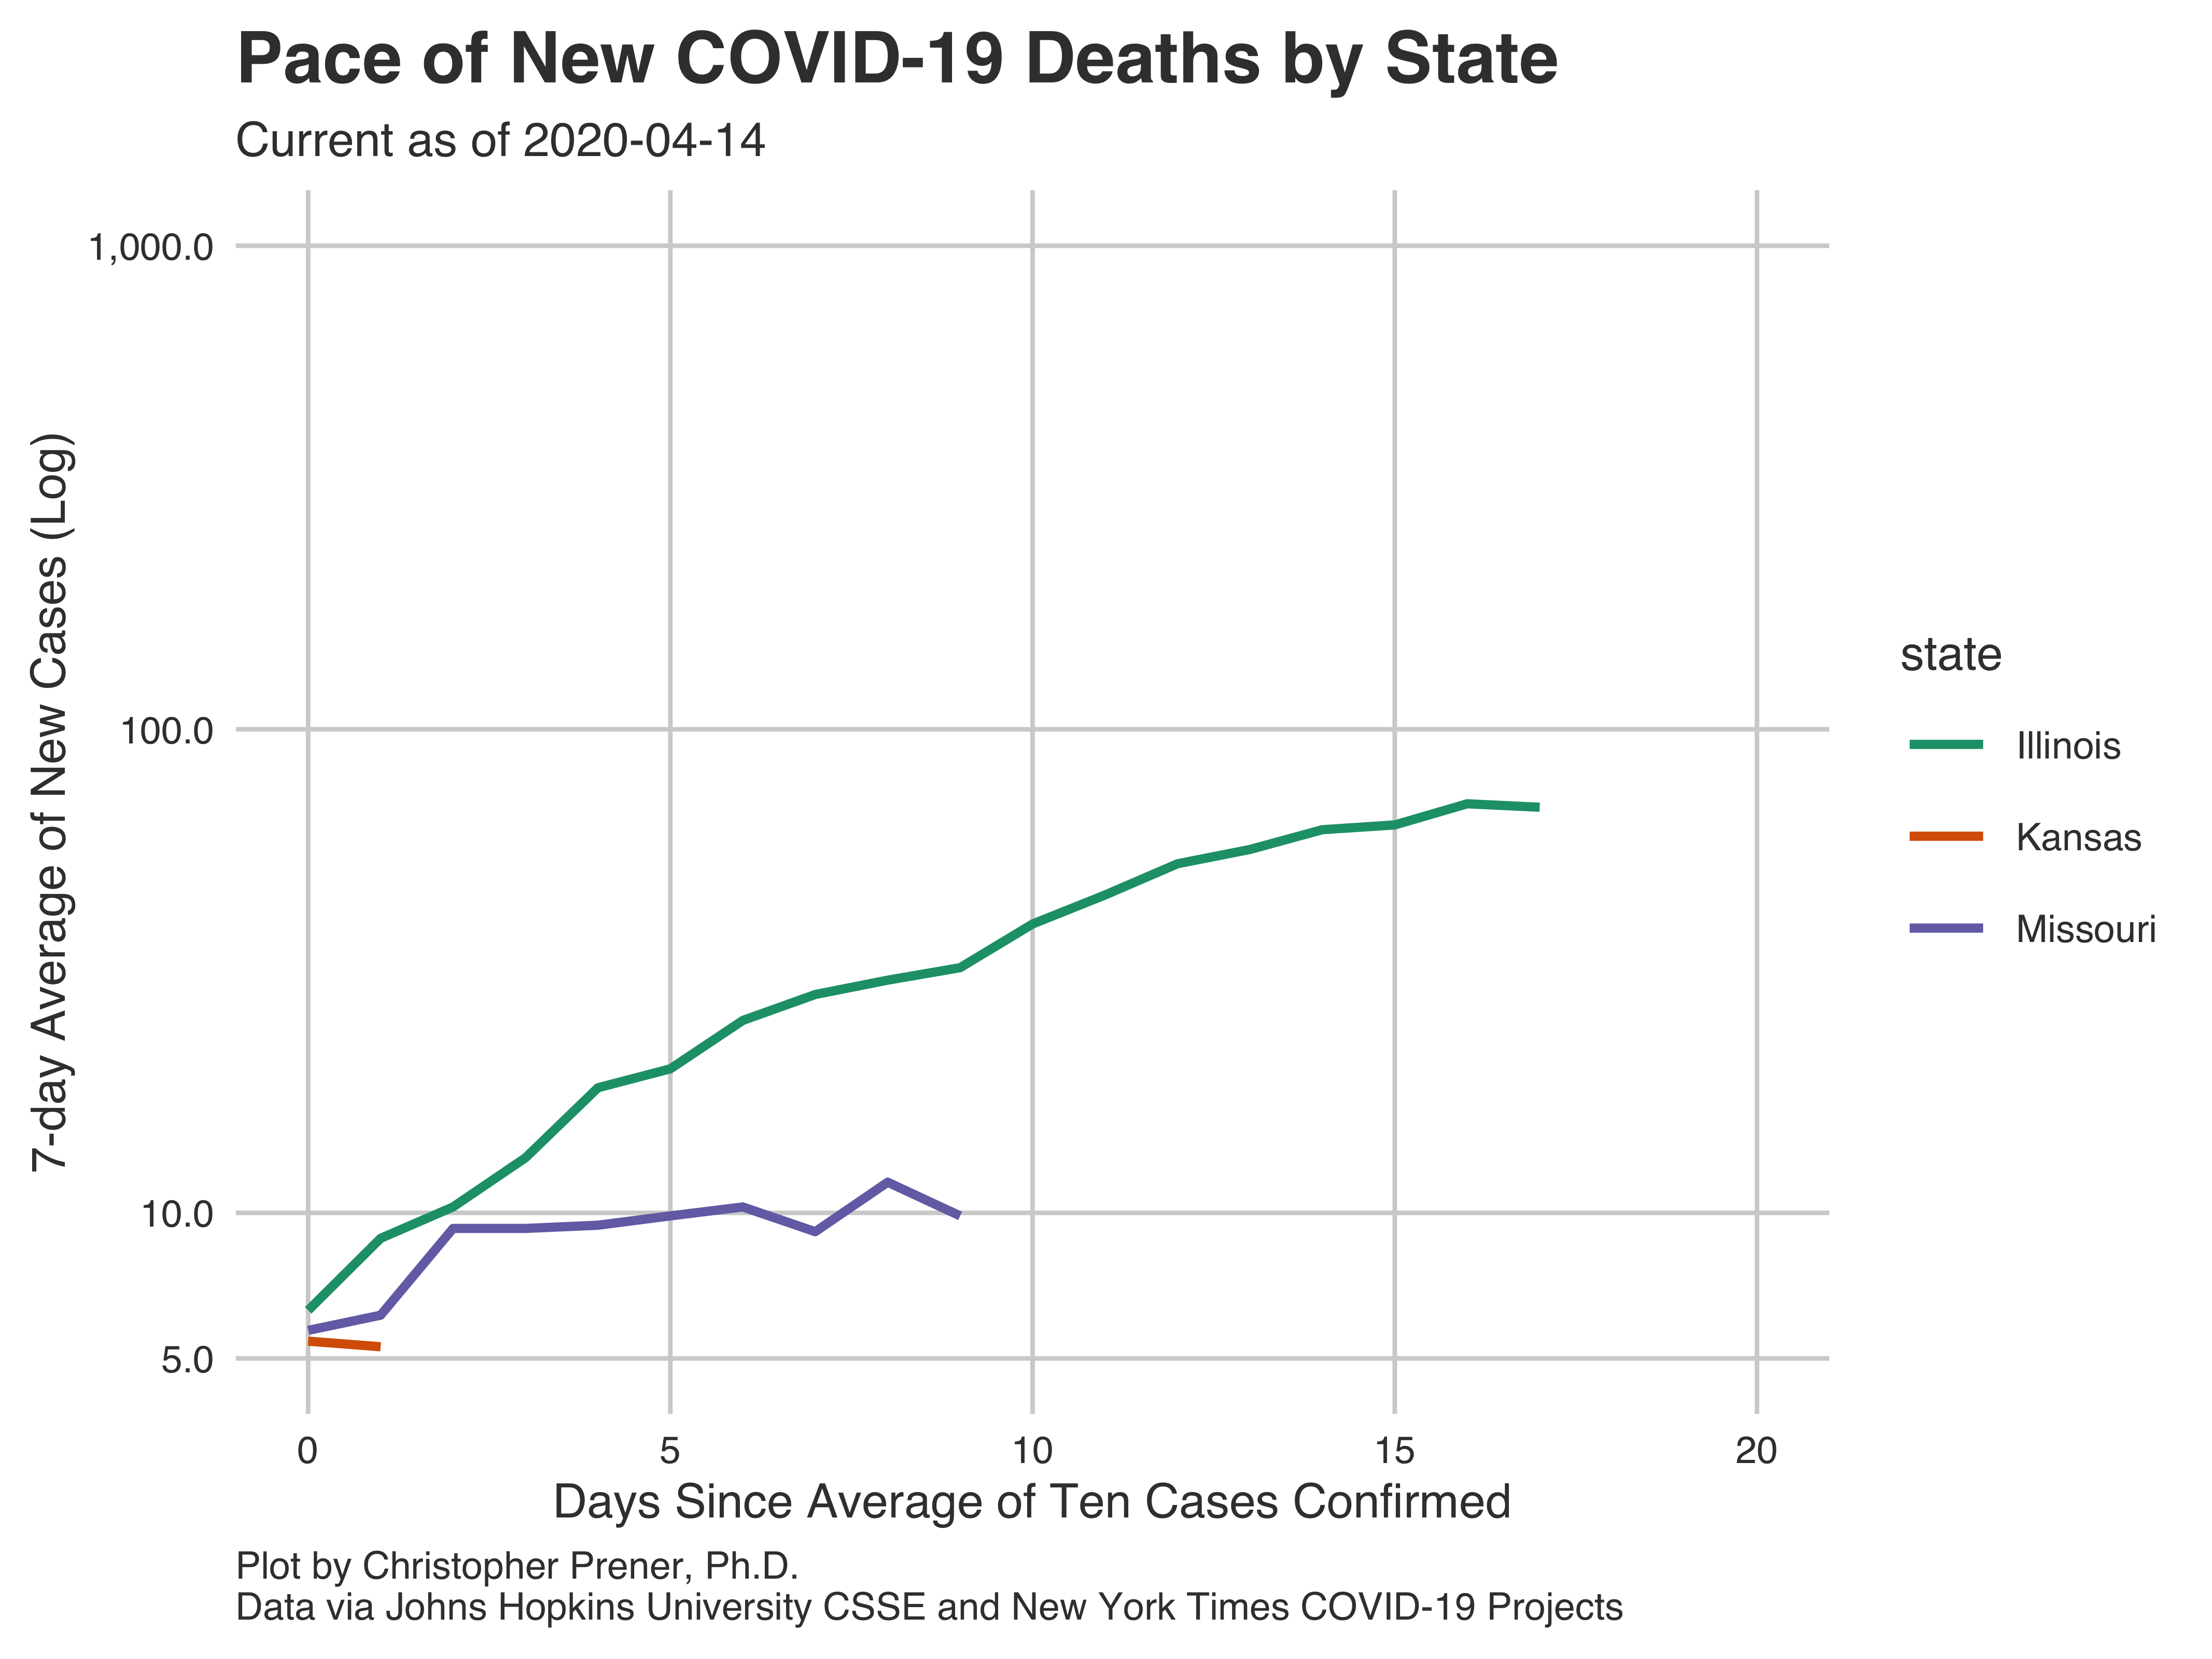 Pace of New COVID-19 Deaths by State
Current as of 2020-04-14
7-day Average of New Cases (Log)
1,000.0
100.0
10.0
5.0
0 5 10 15 20
Days Since Average of Ten Cases Confirmed
state
Illinois
Kansas
Missouri
Plot by Christopher Prener, Ph.D.
Data via Johns Hopkins University CSSE and New York Times COVID-19 Projects